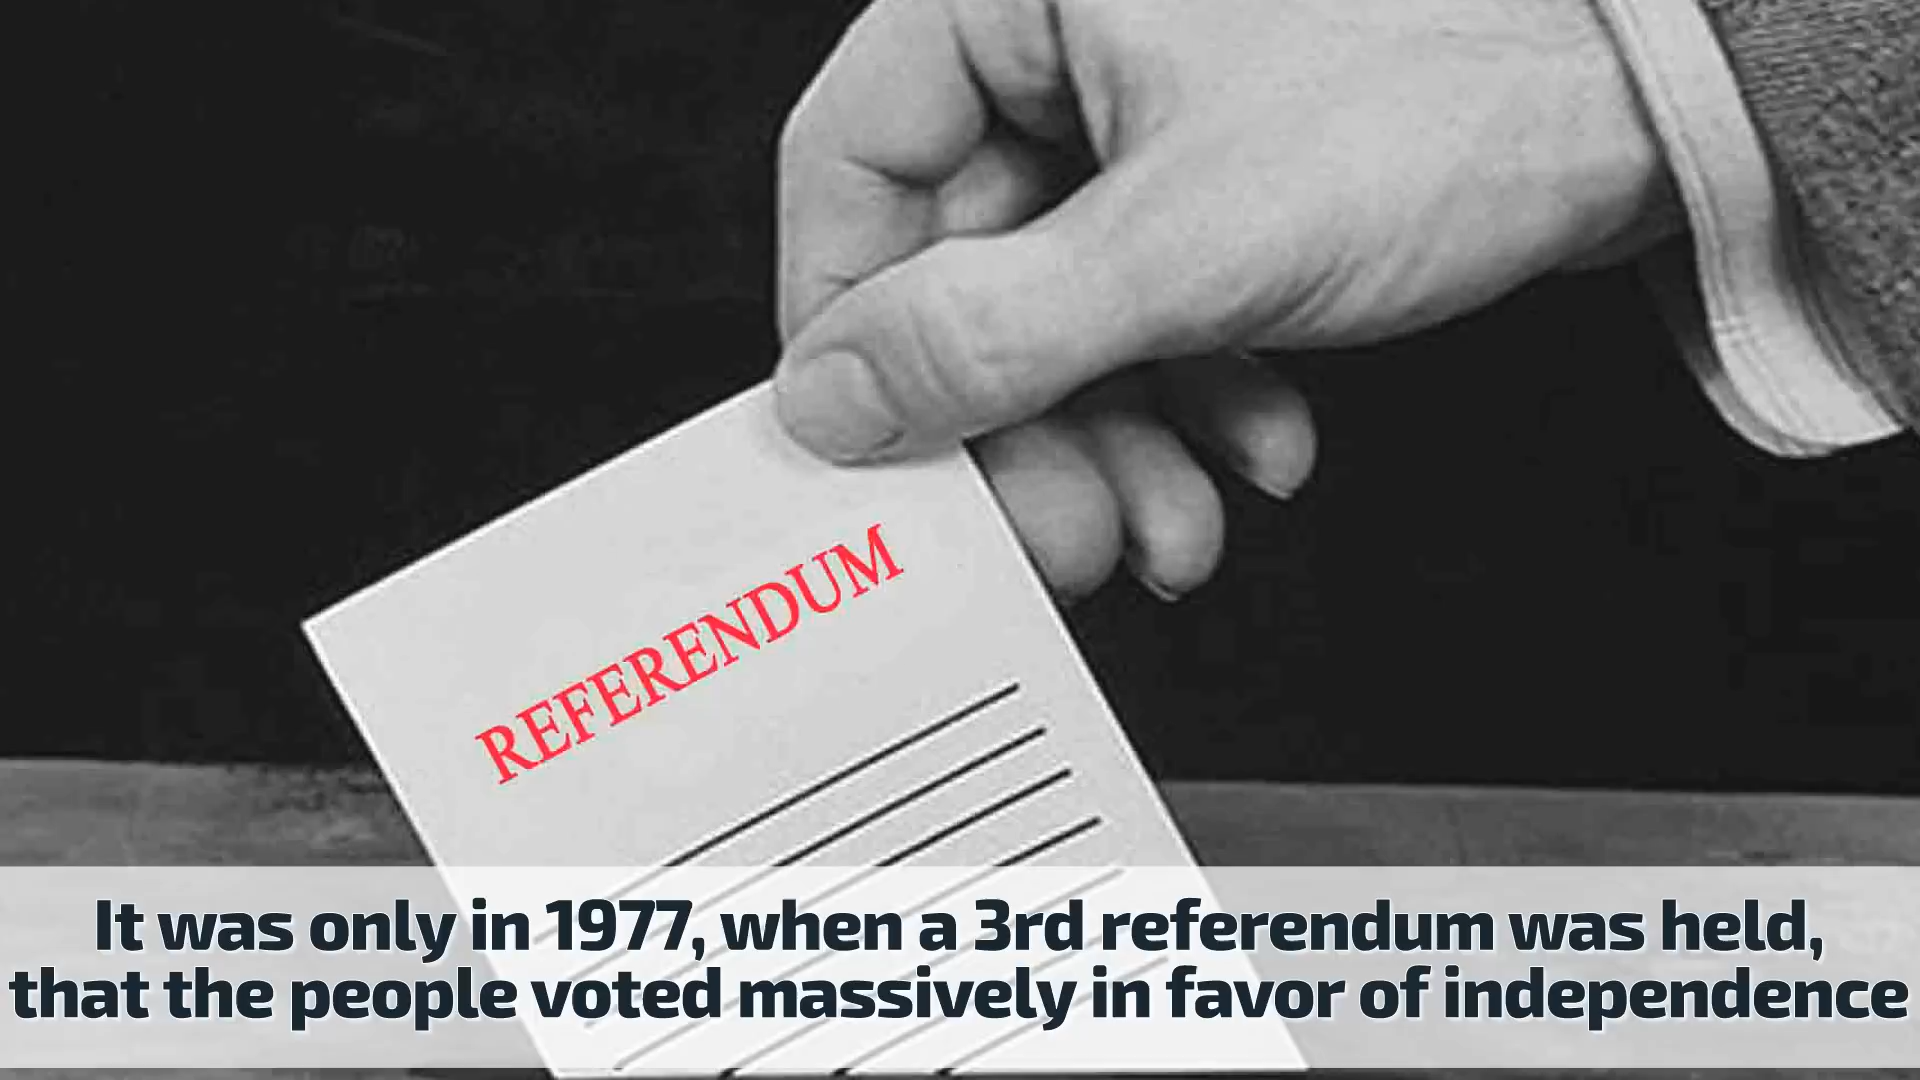 REFERENDUM
It was only in 1977, when a 3rd referendum was held,
that the people voted massively in favor of independence